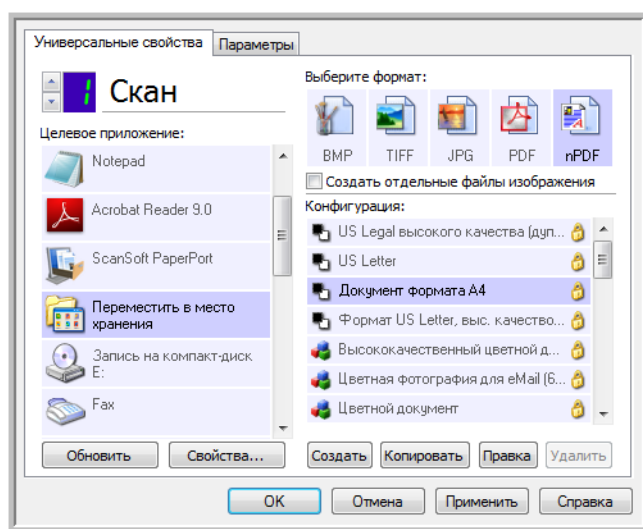 Универсальные свойства
Параметры
1
Скан
Целевое приложение:
Notepad
Acrobat Reader 9.0
ScanSoft PaperPort
Переместить в место
хранения
Запись на компакт-диск
E:
Fax
Обновить
Свойства...
Выберите формат:
BMP
TIFF
JPG
PDF
nPDF
Создать отдельные файлы изображения
Конфигурация:
US Legal высокого качества (дуп...
US Letter
Документ формата A4
Формат US Letter, выс. качество...
Высококачественный цветной д...
Цветная фотография для eMail (6...
Цветной документ
Создать
Копировать
Правка
Удалить
OK
Отмена
Применить
Справка